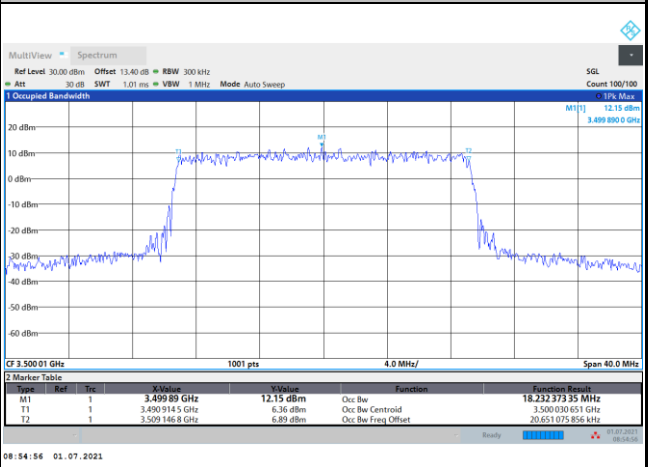 MultiView Spectrum
Ref Level 30.00 dBm Offset 13.40 dB RBW 300 kHz SGL
Att 30 dB SWT 1.01 ms VBW 1 MHz Mode Auto Sweep Count 100/100
1 Occupied Bandwidth 1Pk Max
M1[1] 12.15 dBm
3.499 890 0 GHz
20 dBm
M1
10 dBm
T1
T2
0 dBm
-10 dBm
-20 dBm
-30 dBm
-40 dBm
-50 dBm
-60 dBm
CF 3.500 01 GHz 1001 pts 4.0 MHz/ Span 40.0 MHz
2 Marker Table
Type Ref Trc X-Value Y-Value Function Function Result
M1 1 3.499 89 GHz 12.15 dBm Occ Bw 18.232 373 35 MHz
T1 1 3.490 914 5 GHz 6.36 dBm Occ Bw Centroid 3.500 030 651 GHz
T2 1 3.509 146 8 GHz 6.89 dBm Occ Bw Freq Offset 20.651 075 856 kHz
Ready 01.07.2021
08:54:56
08:54:56 01.07.2021